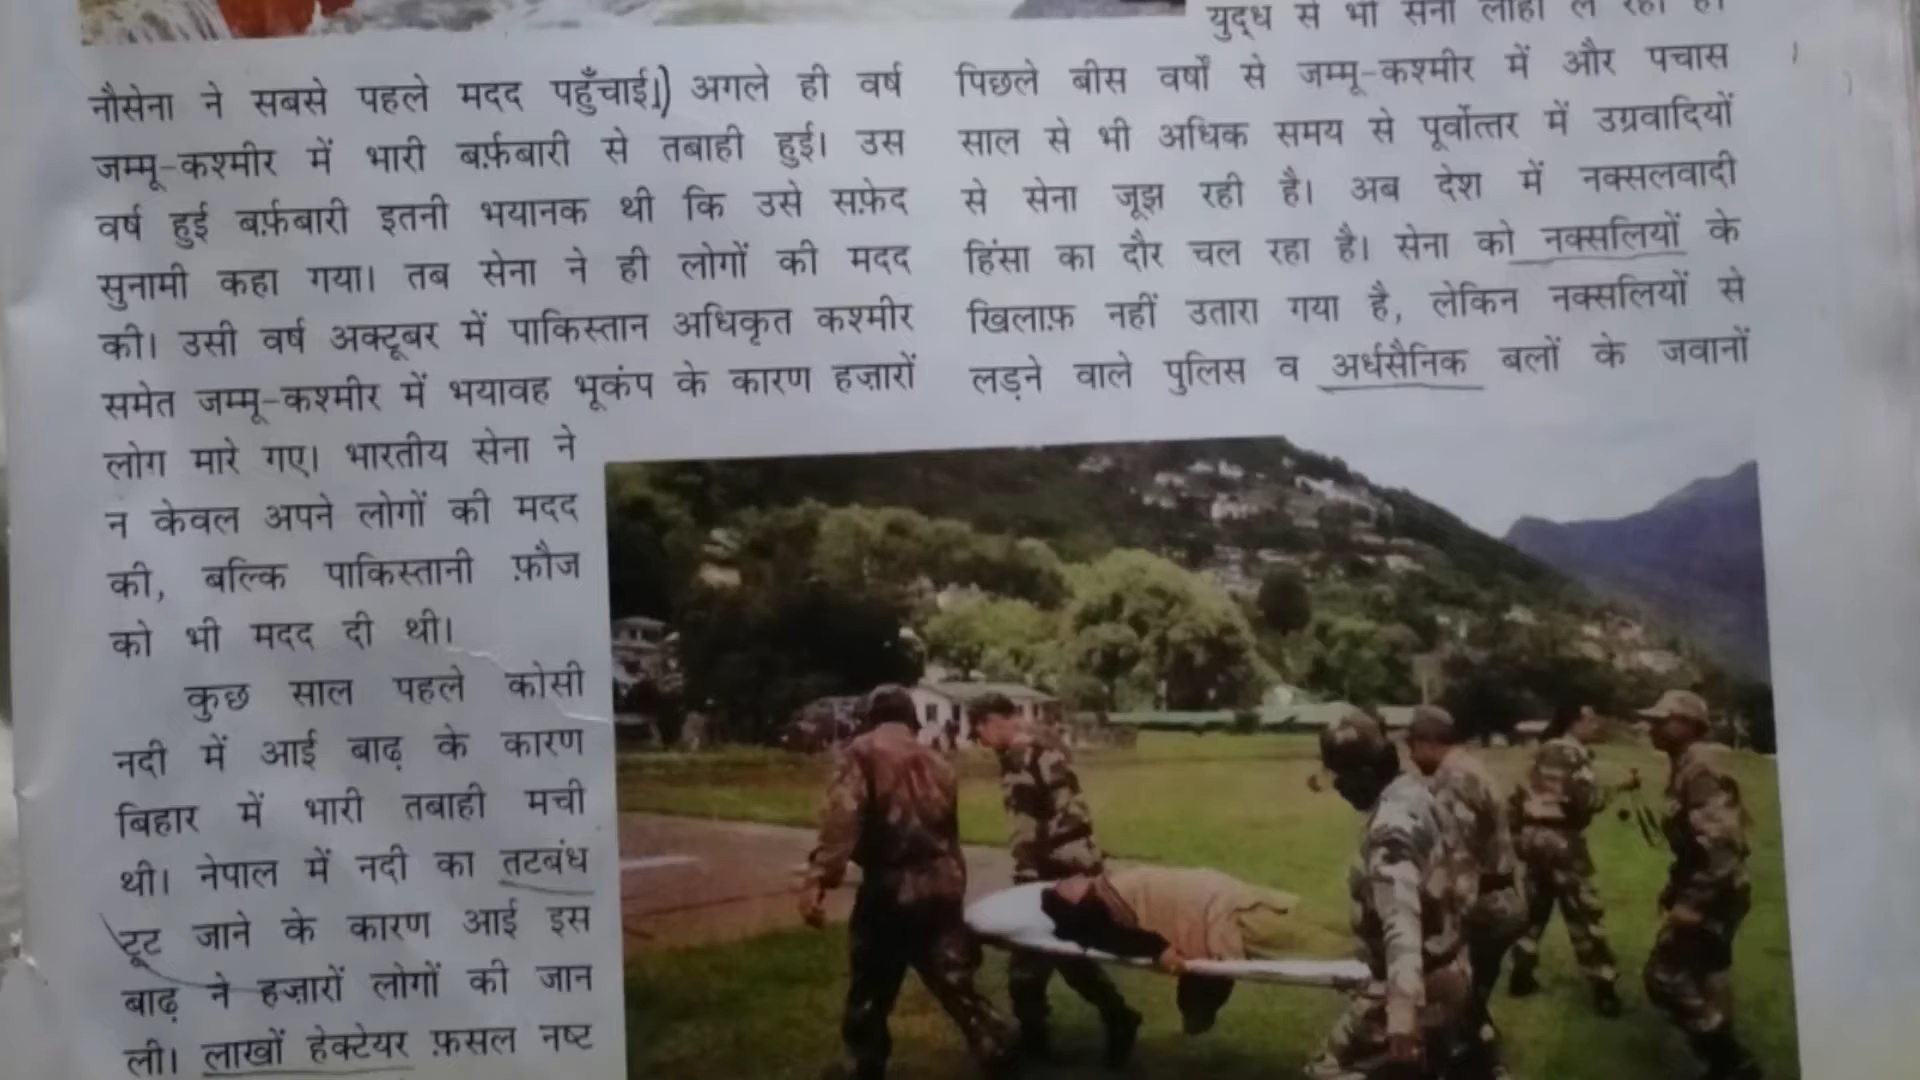 नौसेना ने सबसे पहले मदद पहुँचाई।) अगले ही वर्ष
जम्मू-कश्मीर में भारी बर्फ़बारी से तबाही हुई। उस
वर्ष हुई बर्फ़बारी इतनी भयानक थी कि उसे सफ़ेद
सुनामी कहा गया। तब सेना ने ही लोगों की मदद
की। उसी वर्ष अक्टूबर में पाकिस्तान अधिकृत कश्मीर
समेत जम्मू-कश्मीर में भयावह भूकंप के कारण हज़ारों
लोग मारे गए। भारतीय सेना ने
न केवल अपने लोगों की मदद
की, बल्कि पाकिस्तानी फ़ौज
को भी मदद दी थी।
कुछ साल पहले कोसी
नदी में आई बाढ़ के कारण
बिहार में भारी तबाही मची
थी। नेपाल में नदी का तटबंध
टूट जाने के कारण आई इस
बाढ़ ने हज़ारों लोगों की जान
ली। लाखों हेक्टेयर फ़सल नष्ट
युद्ध से भी सेना लोहा ले रही है।
पिछले बीस वर्षों से जम्मू-कश्मीर में और पचास
साल से भी अधिक समय से पूर्वोत्तर में उग्रवादियों
से सेना जूझ रही है। अब देश में नक्सलवादी
हिंसा का दौर चल रहा है। सेना को नक्सलियों के
खिलाफ़ नहीं उतारा गया है, लेकिन नक्सलियों से
लड़ने वाले पुलिस व अर्धसैनिक बलों के जवानों